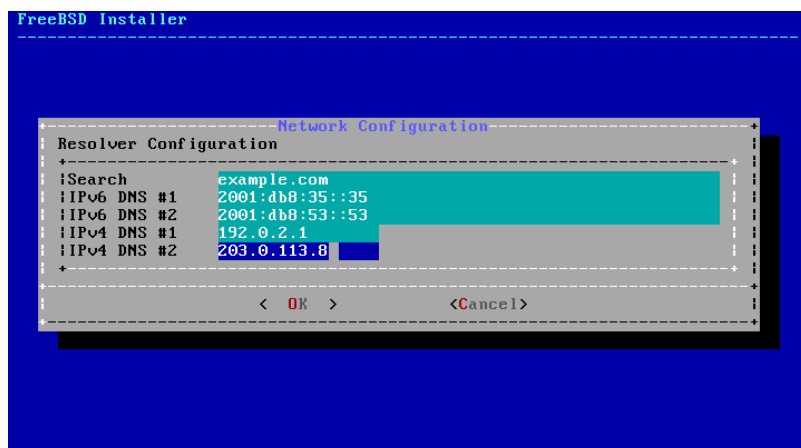 FreeBSD Installer
Network Configuration
Resolver Configuration
Search example.com
IPv6 DNS #1 2001:db8:35::35
IPv6 DNS #2 2001:db8:53::53
IPv4 DNS #1 192.0.2.1
IPv4 DNS #2 203.0.113.8
< OK > <Cancel>